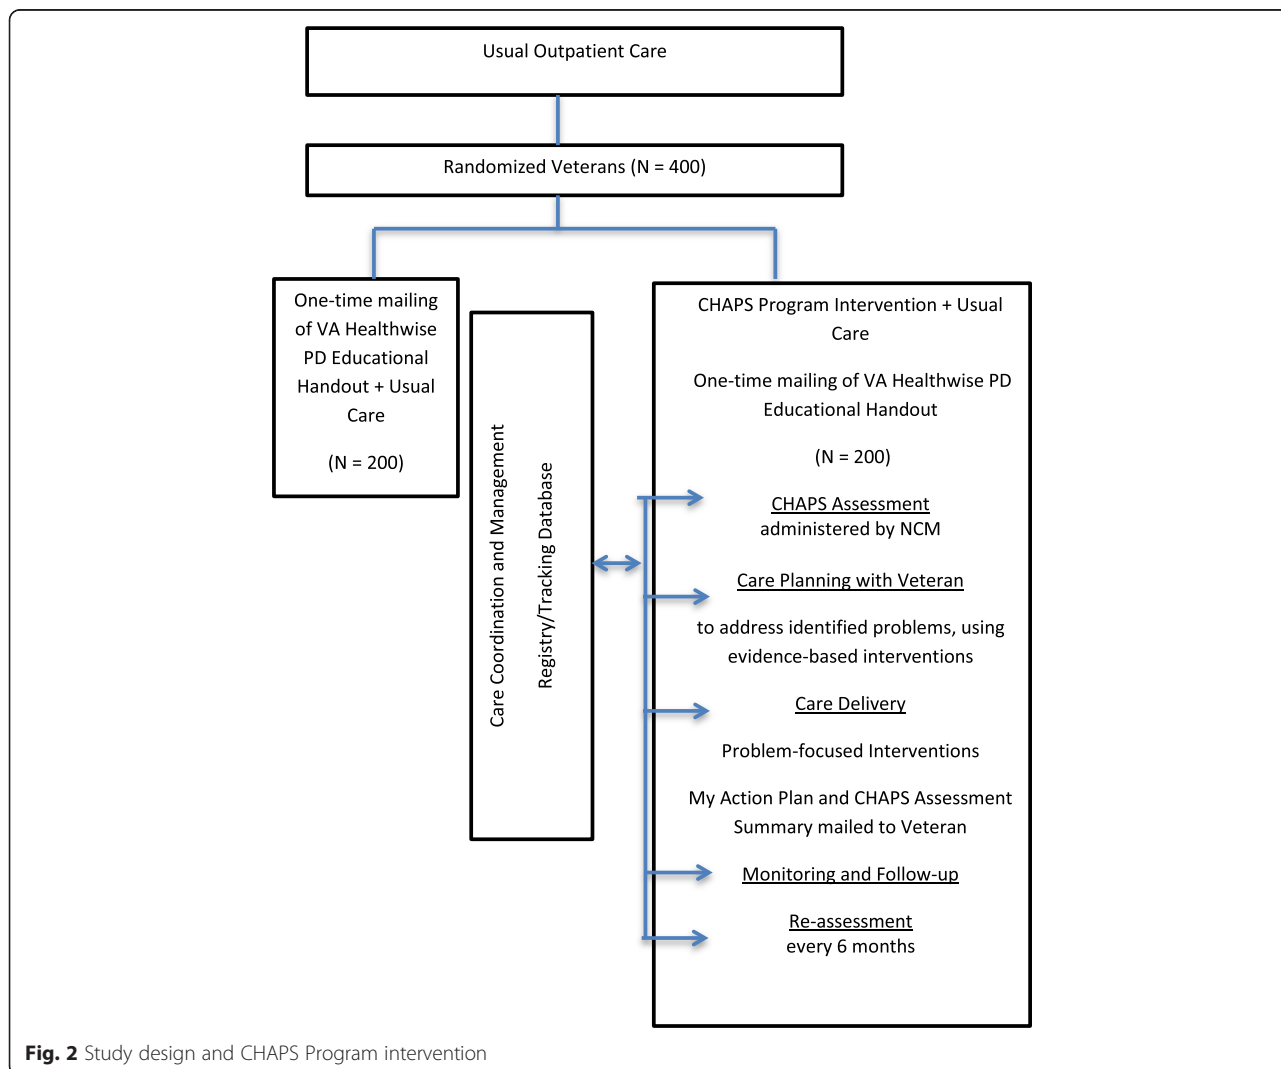 Usual Outpatient Care
Randomized Veterans (N = 400)
One-time mailing
of VA Healthwise
PD Educational
Handout + Usual
Care
(N = 200)
Care Coordination and Management
Registry/Tracking Database
CHAPS Program Intervention + Usual
Care
One-time mailing of VA Healthwise PD
Educational Handout
(N = 200)
CHAPS Assessment
administered by NCM
Care Planning with Veteran
to address identified problems, using
evidence-based interventions
Care Delivery
Problem-focused Interventions
My Action Plan and CHAPS Assessment
Summary mailed to Veteran
Monitoring and Follow-up
Re-assessment
every 6 months
Fig. 2 Study design and CHAPS Program intervention